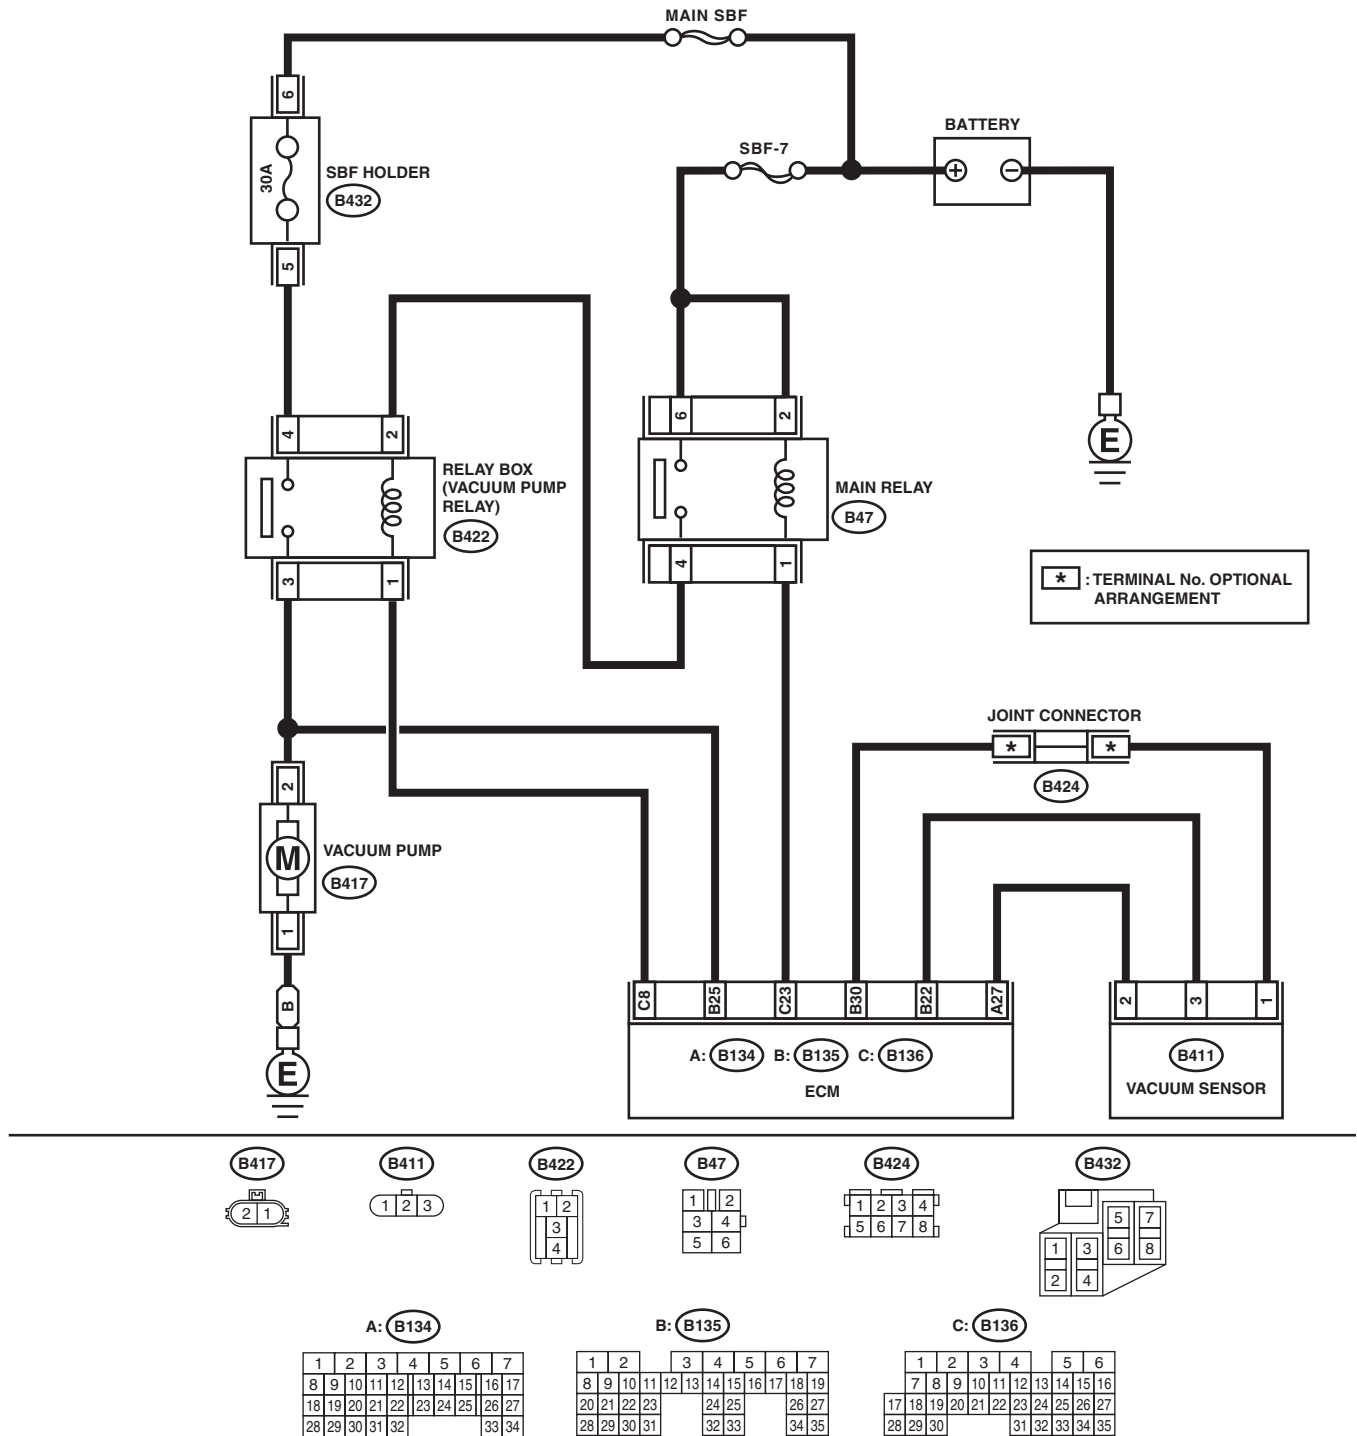 MAIN SBF
6
BATTERY
SBF-7
+ −
30A
SBF HOLDER
B432
5
4 2
6 2
E
RELAY BOX
(VACUUM PUMP
RELAY)
B422
MAIN RELAY
B47
3 1
4 1
* : TERMINAL No. OPTIONAL
ARRANGEMENT
JOINT CONNECTOR
* *
B424
2
M
VACUUM PUMP
B417
1
B
E
C8 B25 C23 B30 B22 A27
2 3 1
A: B134 B: B135 C: B136
ECM
B411
VACUUM SENSOR
B417 B411 B422 B47 B424 B432
2 1
1 2 3
1 2
3
4
1 2
3 4
5 6
1 2 3 4
5 6 7 8
5 7
6 8
1 3
2 4
A: B134
1 2 3 4 5 6 7
8 9 10 11 12 13 14 15 16 17
18 19 20 21 22 23 24 25 26 27
28 29 30 31 32 33 34
B: B135
1 2 3 4 5 6 7
8 9 10 11 12 13 14 15 16 17 18 19
20 21 22 23 24 25 26 27
28 29 30 31 32 33 34 35
C: B136
1 2 3 4 5 6
7 8 9 10 11 12 13 14 15 16
17 18 19 20 21 22 23 24 25 26 27
28 29 30 31 32 33 34 35